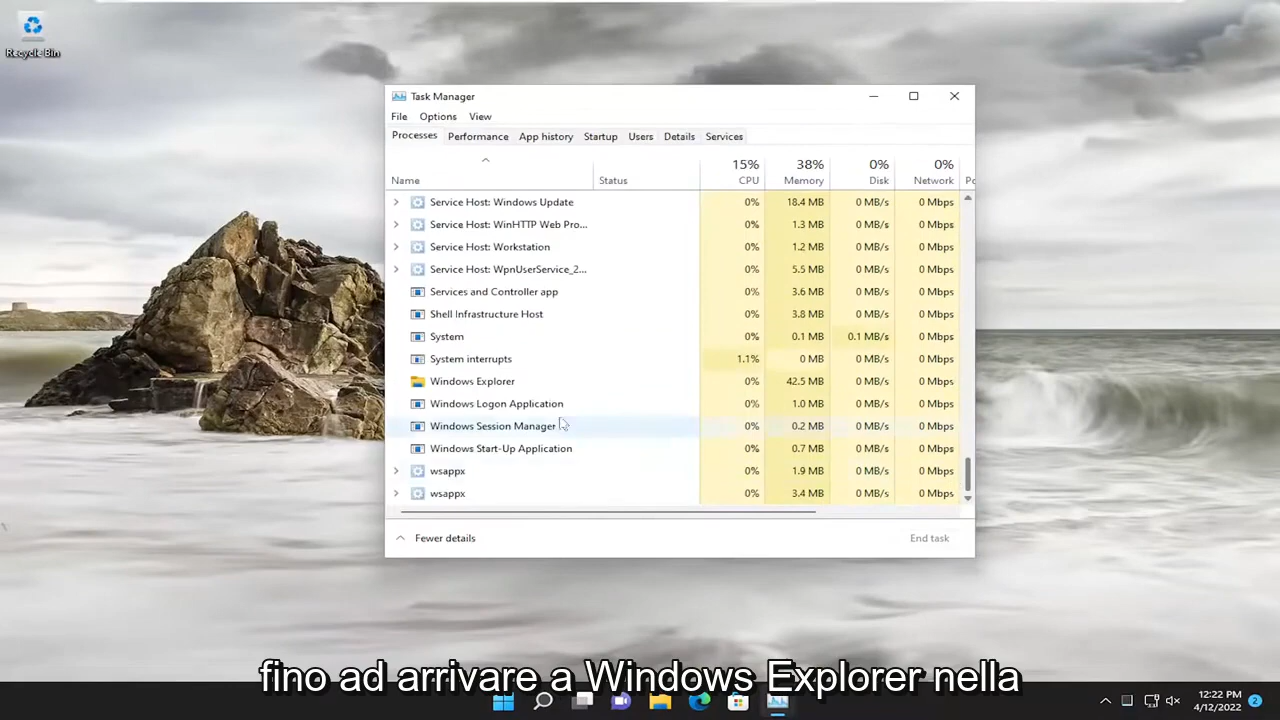 Recycle Bin
Task Manager
File Options View
Processes Performance App history Startup Users Details Services
15% 38% 0% 0%
Name Status CPU Memory Disk Network Po
Service Host: Windows Update 0% 18.4 MB 0 MB/s 0 Mbps
Service Host: WinHTTP Web Pro... 0% 1.3 MB 0 MB/s 0 Mbps
Service Host: Workstation 0% 1.2 MB 0 MB/s 0 Mbps
Service Host: WpnUserService_2... 0% 5.5 MB 0 MB/s 0 Mbps
Services and Controller app 0% 3.6 MB 0 MB/s 0 Mbps
Shell Infrastructure Host 0% 3.8 MB 0 MB/s 0 Mbps
System 0% 0.1 MB 0.1 MB/s 0 Mbps
System interrupts 1.1% 0 MB 0 MB/s 0 Mbps
Windows Explorer 0% 42.5 MB 0 MB/s 0 Mbps
Windows Logon Application 0% 1.0 MB 0 MB/s 0 Mbps
Windows Session Manager 0% 0.2 MB 0 MB/s 0 Mbps
Windows Start-Up Application 0% 0.7 MB 0 MB/s 0 Mbps
wsappx 0% 1.9 MB 0 MB/s 0 Mbps
wsappx 0% 3.4 MB 0 MB/s 0 Mbps
Fewer details End task
fino ad arrivare a Windows Explorer nella
12:22 PM
4/12/2022
2